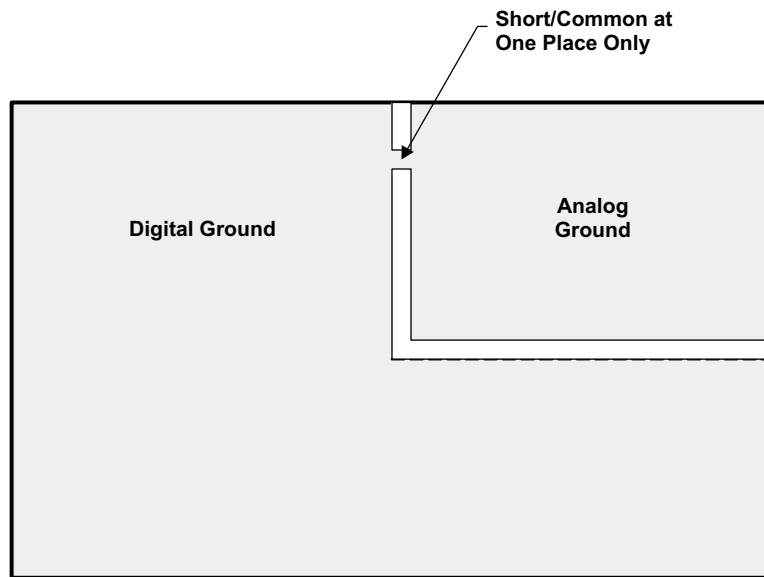 Short/Common at
One Place Only
Digital Ground
Analog
Ground